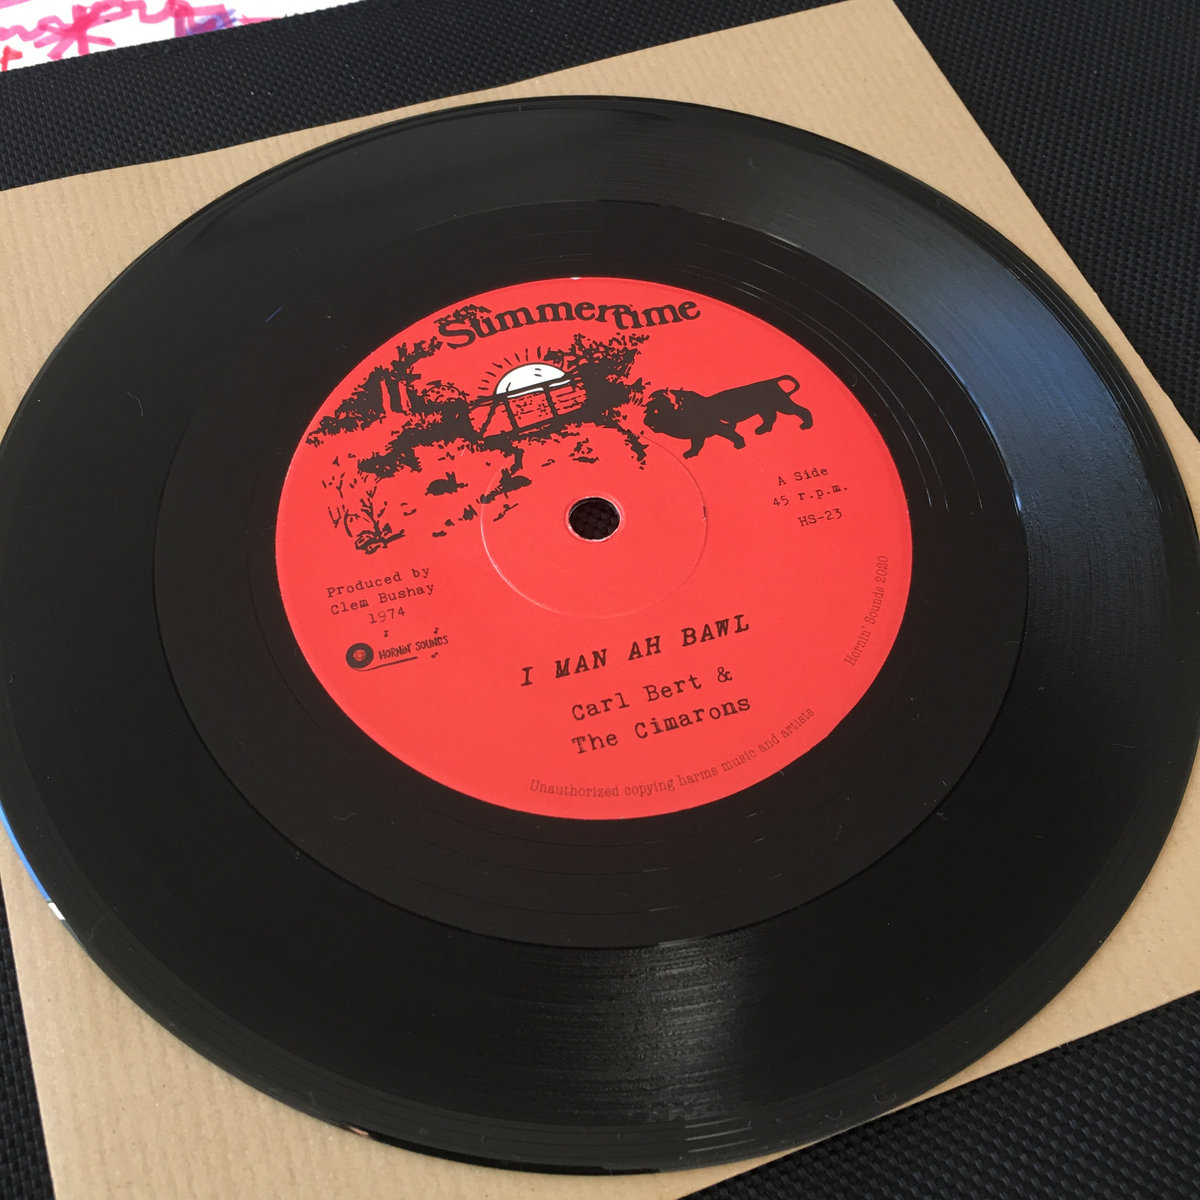 Summertime
A Side
45 r.p.m.
HS-23
Produced by
Clem Bushay
1974
HORNIN' SOUNDS
I MAN AH BAWL
Carl Bert &
The Cimarons
Unauthorized copying harms music and artists
Hornin' Sounds 2020